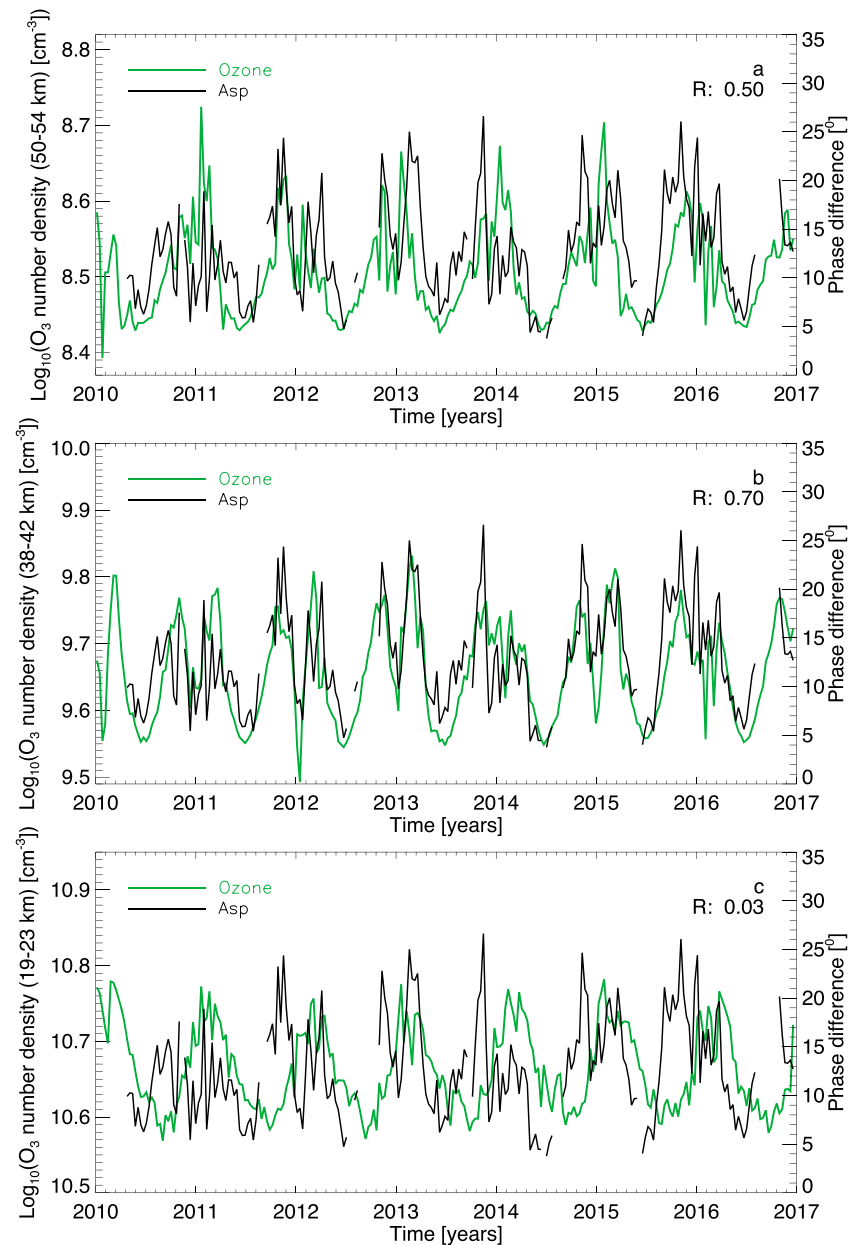 Log10(O3 number density (50-54 km) [cm-3])
8.8
8.7
8.6
8.5
8.4
Ozone
Asp
a
R: 0.50
35
30
25
20
15
10
5
0
Phase difference [0]
2010 2011 2012 2013 2014 2015 2016 2017
Time [years]
Log10(O3 number density (38-42 km) [cm-3])
10.0
9.9
9.8
9.7
9.6
9.5
Ozone
Asp
b
R: 0.70
35
30
25
20
15
10
5
0
Phase difference [0]
2010 2011 2012 2013 2014 2015 2016 2017
Time [years]
Log10(O3 number density (19-23 km) [cm-3])
10.9
10.8
10.7
10.6
10.5
Ozone
Asp
c
R: 0.03
35
30
25
20
15
10
5
0
Phase difference [0]
2010 2011 2012 2013 2014 2015 2016 2017
Time [years]